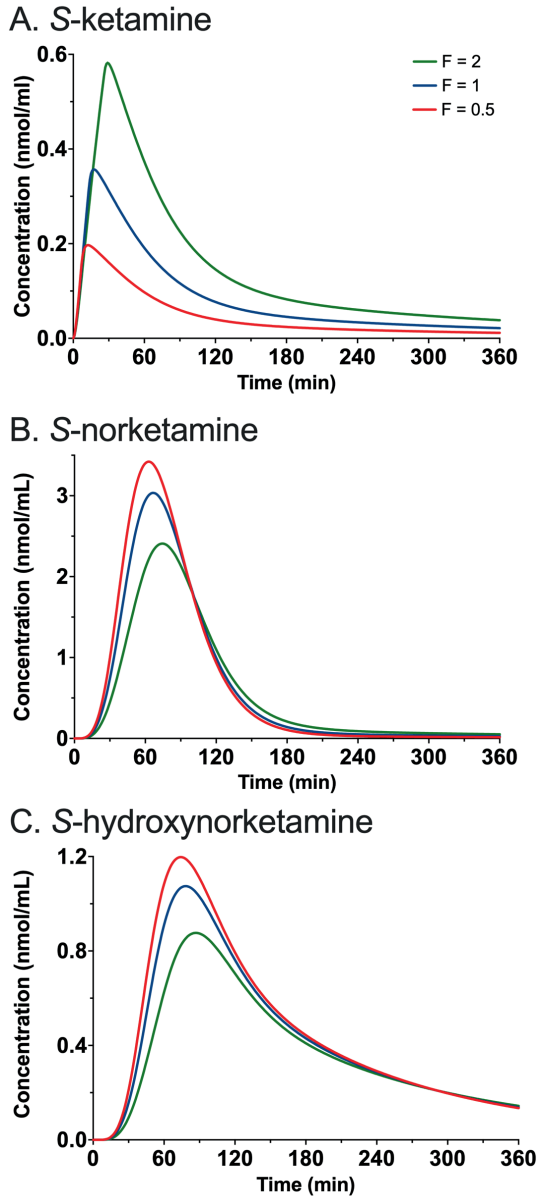 A. S-ketamine
0.6
0.4
0.2
0.0
Concentration (nmol/ml)
F = 2
F = 1
F = 0.5
0 60 120 180 240 300 360
Time (min)
B. S-norketamine
3
2
1
0
Concentration (nmol/mL)
0 60 120 180 240 300 360
Time (min)
C. S-hydroxynorketamine
1.2
0.8
0.4
0.0
Concentration (nmol/mL)
0 60 120 180 240 300 360
Time (min)